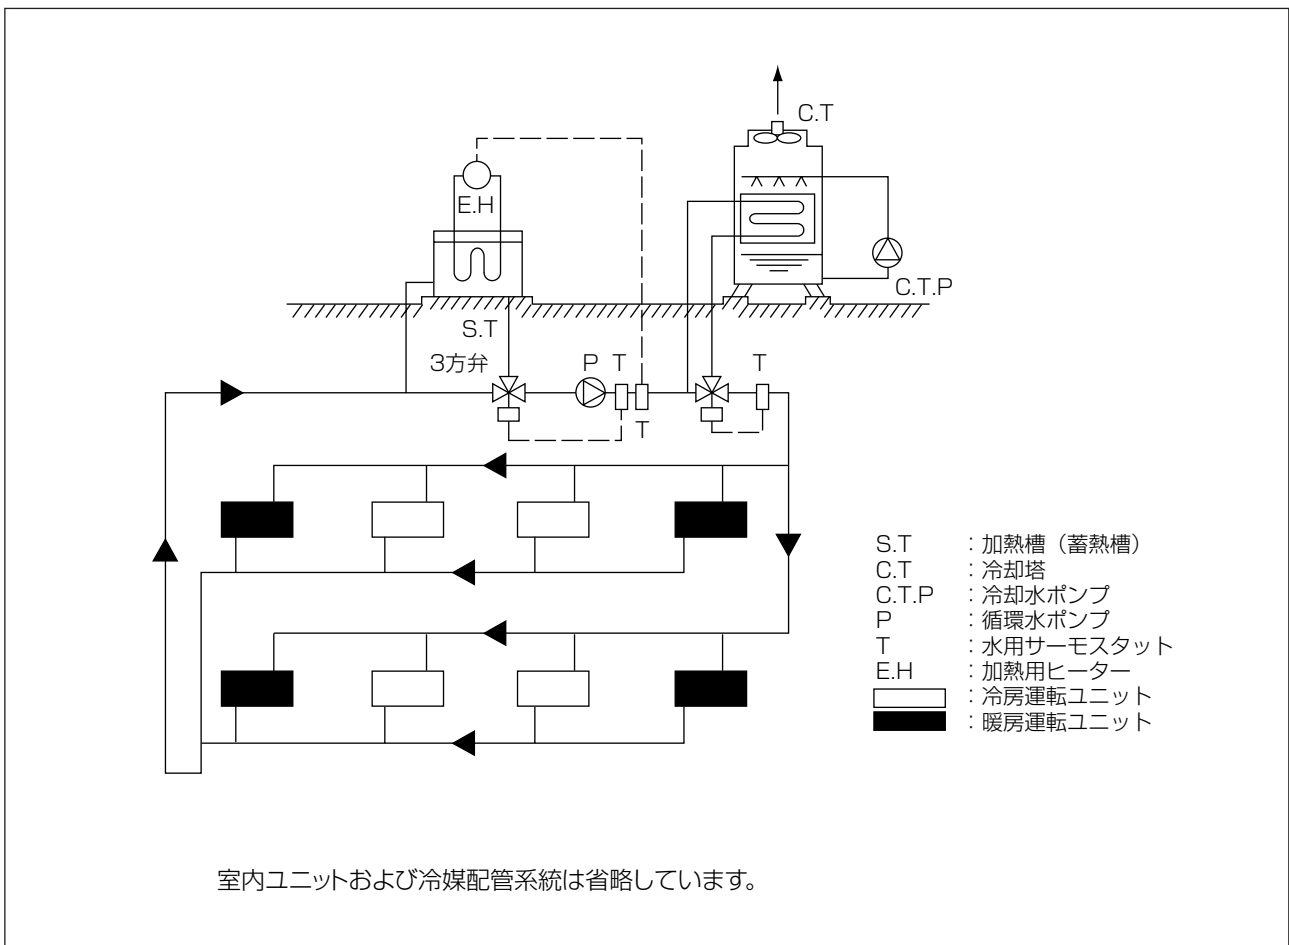 C.T
E.H
C.T.P
S.T
3方弁
P
T
T
T
S.T :加熱槽(蓄熱槽)
C.T :冷却塔
C.T.P :冷却水ポンプ
P :循環水ポンプ
T :水用サーモスタット
E.H :加熱用ヒーター
:冷房運転ユニット
:暖房運転ユニット
室内ユニットおよび冷媒配管系統は省略しています。